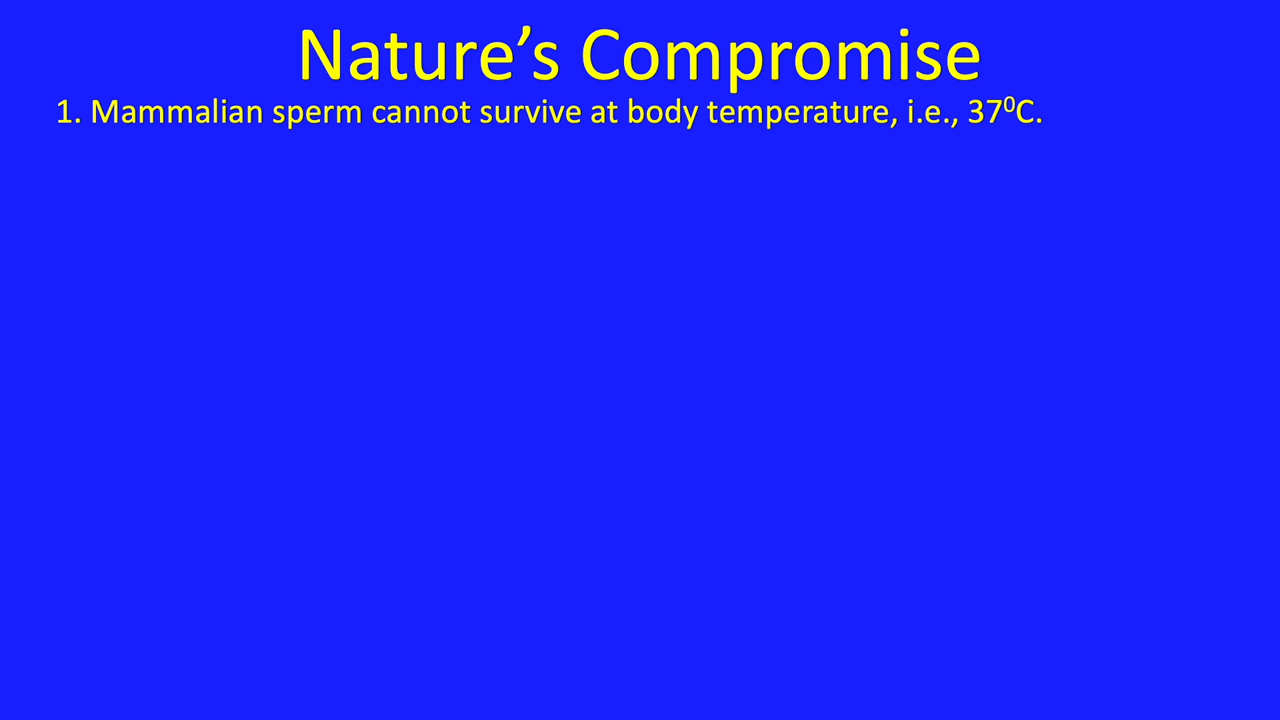 Nature’s Compromise
1. Mammalian sperm cannot survive at body temperature, i.e., 37⁰C.